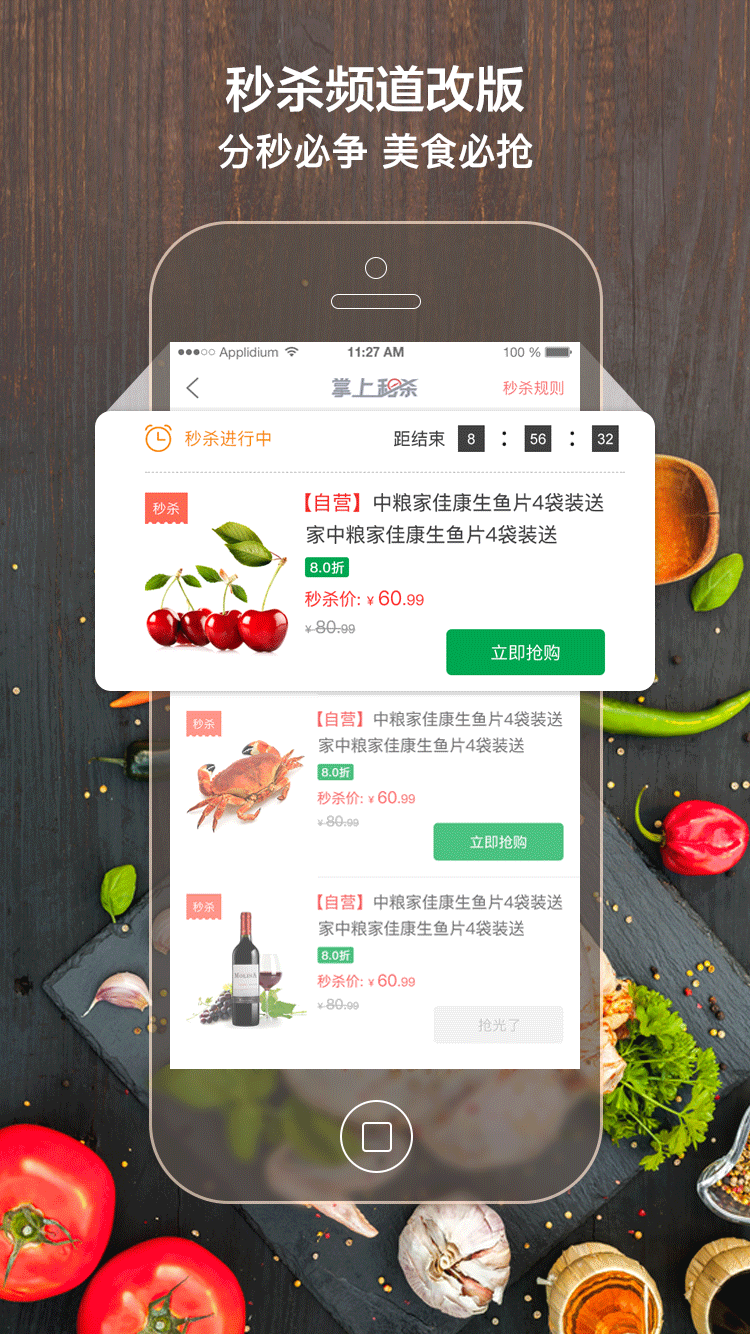 秒杀频道改版
分秒必争 美食必抢
Applidium 11:27 AM 100 %
掌上秒杀 秒杀规则
秒杀进行中 距结束 8 : 56 : 32
秒杀
【自营】中粮家佳康生鱼片4袋装送
家中粮家佳康生鱼片4袋装送
8.0折
秒杀价: ¥ 60.99
¥ 80.99
立即抢购
秒杀
【自营】中粮家佳康生鱼片4袋装送
家中粮家佳康生鱼片4袋装送
8.0折
秒杀价: ¥ 60.99
¥ 80.99
立即抢购
秒杀
【自营】中粮家佳康生鱼片4袋装送
家中粮家佳康生鱼片4袋装送
8.0折
秒杀价: ¥ 60.99
¥ 80.99
抢光了
MOLINA